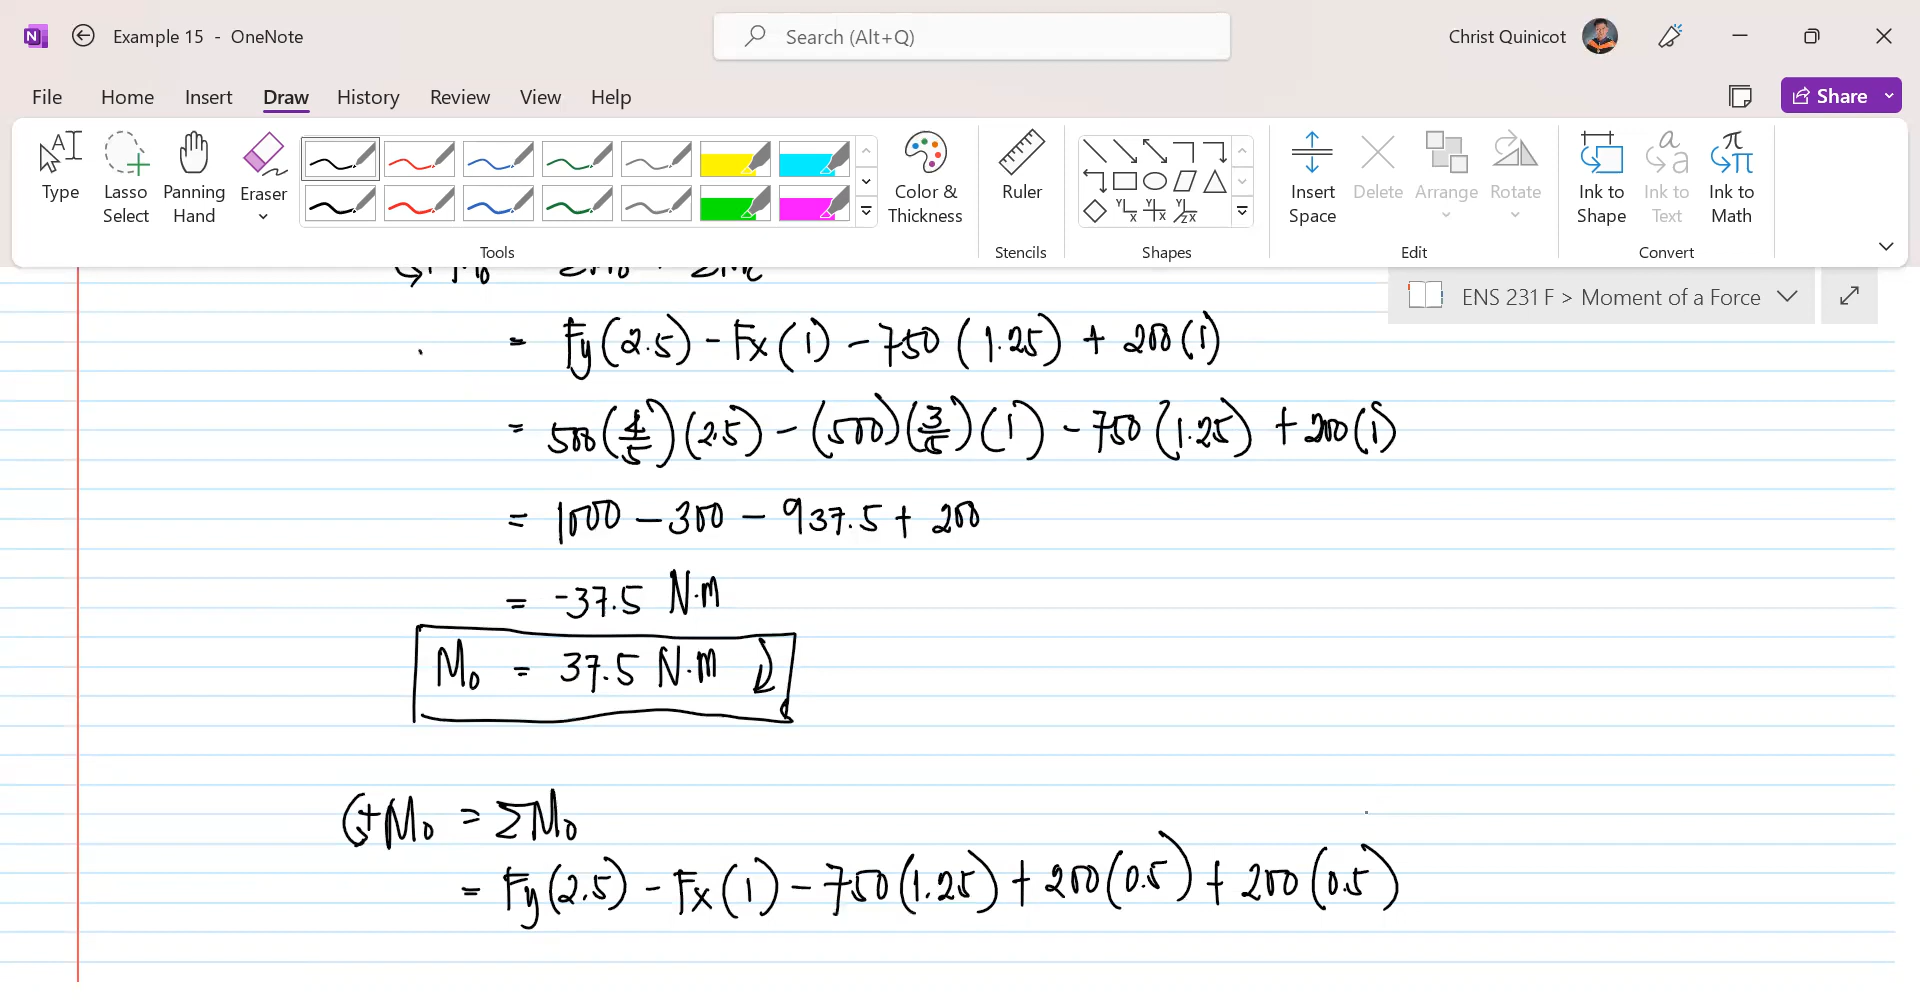 Example 15 - OneNote
Search (Alt+Q)
Christ Quinicot
File Home Insert Draw History Review View Help
Share
Type
Lasso Select
Panning Hand
Eraser
Color & Thickness
Ruler
Insert Space
Delete
Arrange
Rotate
Ink to Shape
Ink to Text
Ink to Math
Tools
Stencils
Shapes
Edit
Convert
ENS 231 F > Moment of a Force
= Fy(2.5) - Fx(1) - 750(1.25) + 200(1)
= 500(4/5)(2.5) - (500)(3/5)(1) - 750(1.25) + 200(1)
= 1000 - 300 - 937.5 + 200
= -37.5 N·m
M₀ = 37.5 N·m ↲
↺+M₀ = ΣM₀
= Fy(2.5) - Fx(1) - 750(1.25) + 200(0.5) + 200(0.5)